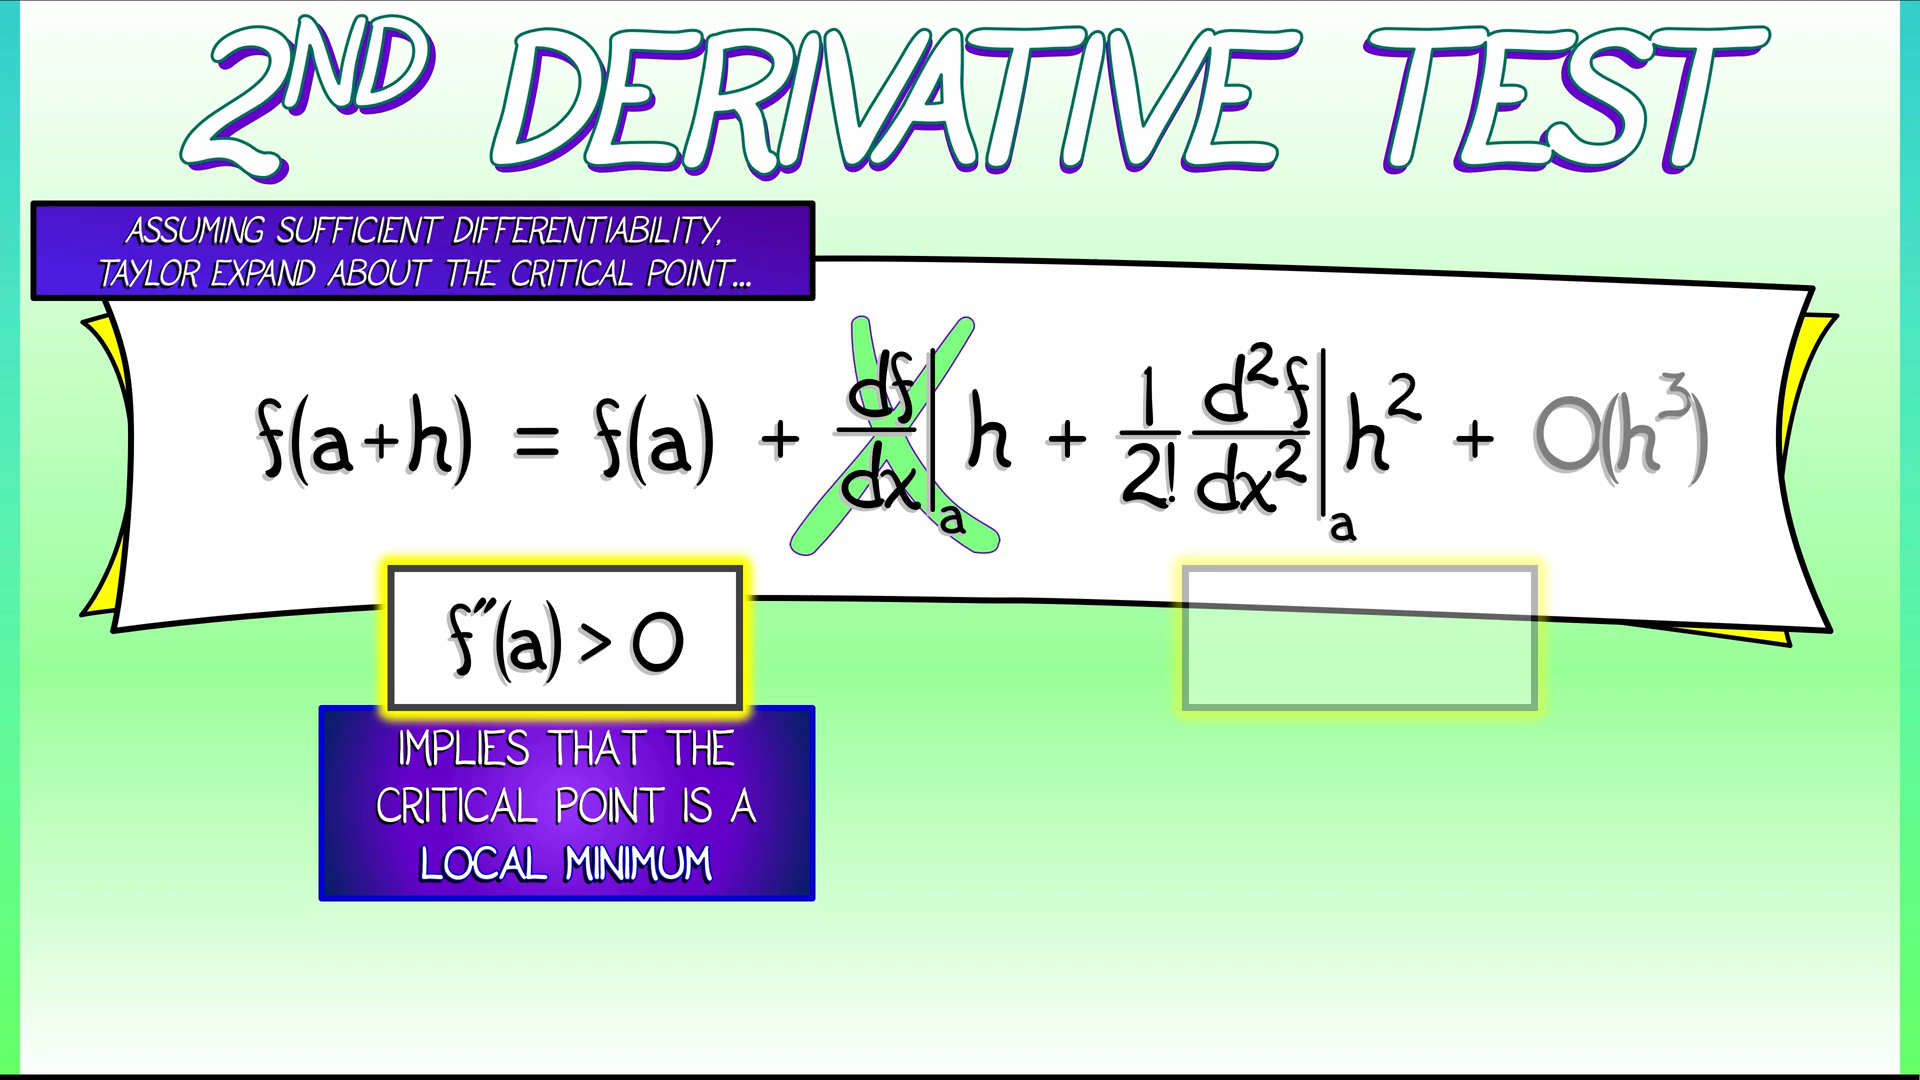 2ND DERIVATIVE TEST
ASSUMING SUFFICIENT DIFFERENTIABILITY,
TAYLOR EXPAND ABOUT THE CRITICAL POINT...
f(a+h) = f(a) + df/dx|a h + 1/2! d²f/dx²|a h² + O(h³)
f″(a) > 0
IMPLIES THAT THE
CRITICAL POINT IS A
LOCAL MINIMUM